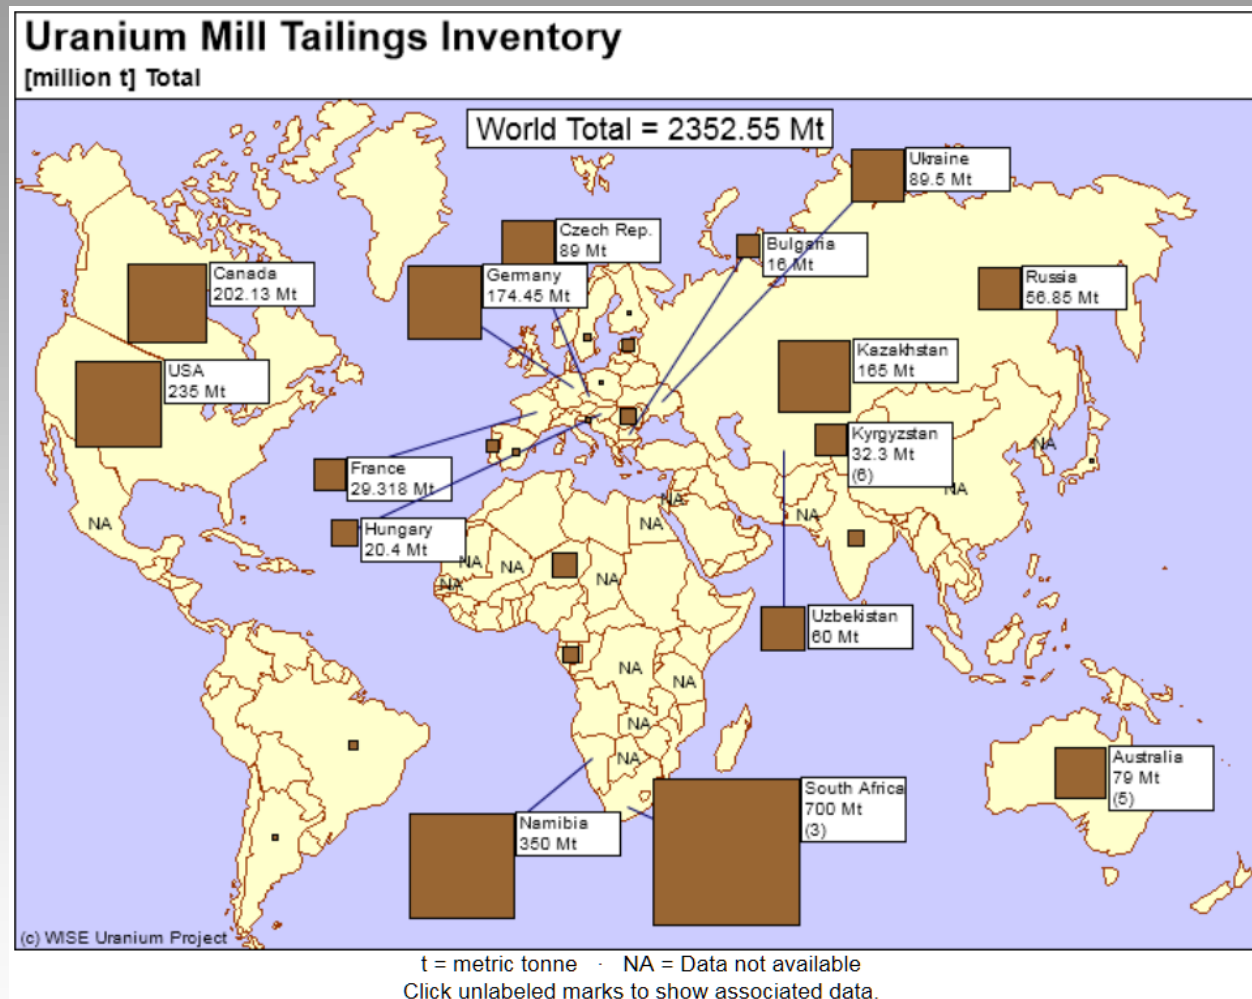 Uranium Mill Tailings Inventory
[million t] Total
World Total = 2352.55 Mt
Ukraine
89.5 Mt
Czech Rep.
89 Mt
Bulgaria
16 Mt
Canada
202.13 Mt
Germany
174.45 Mt
Russia
56.85 Mt
USA
235 Mt
Kazakhstan
165 Mt
Kyrgyzstan
32.3 Mt
(6)
NA
France
29.318 Mt
NA
NA
NA
NA
NA
Hungary
20.4 Mt
NA
NA
NA
NA
Uzbekistan
60 Mt
NA
NA
NA
NA
Australia
79 Mt
(5)
South Africa
700 Mt
(3)
Namibia
350 Mt
(c) WISE Uranium Project
t = metric tonne · NA = Data not available
Click unlabeled marks to show associated data.